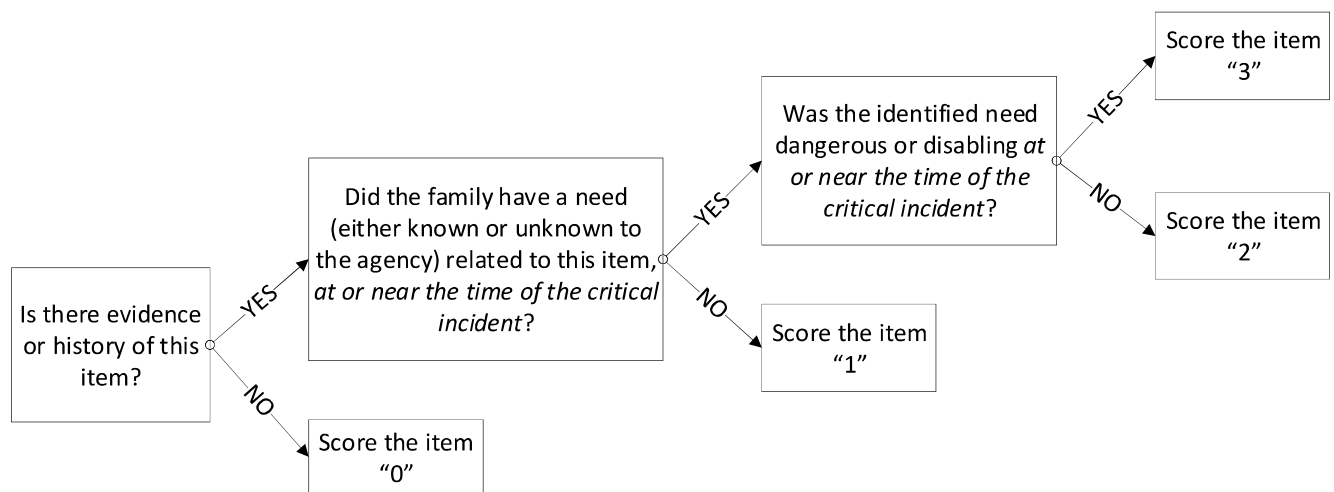 Is there evidence
or history of this
item?
YES
NO
Score the item
“0”
Did the family have a need
(either known or unknown to
the agency) related to this item,
at or near the time of the critical
incident?
YES
NO
Score the item
“1”
Was the identified need
dangerous or disabling at
or near the time of the
critical incident?
YES
NO
Score the item
“3”
Score the item
“2”